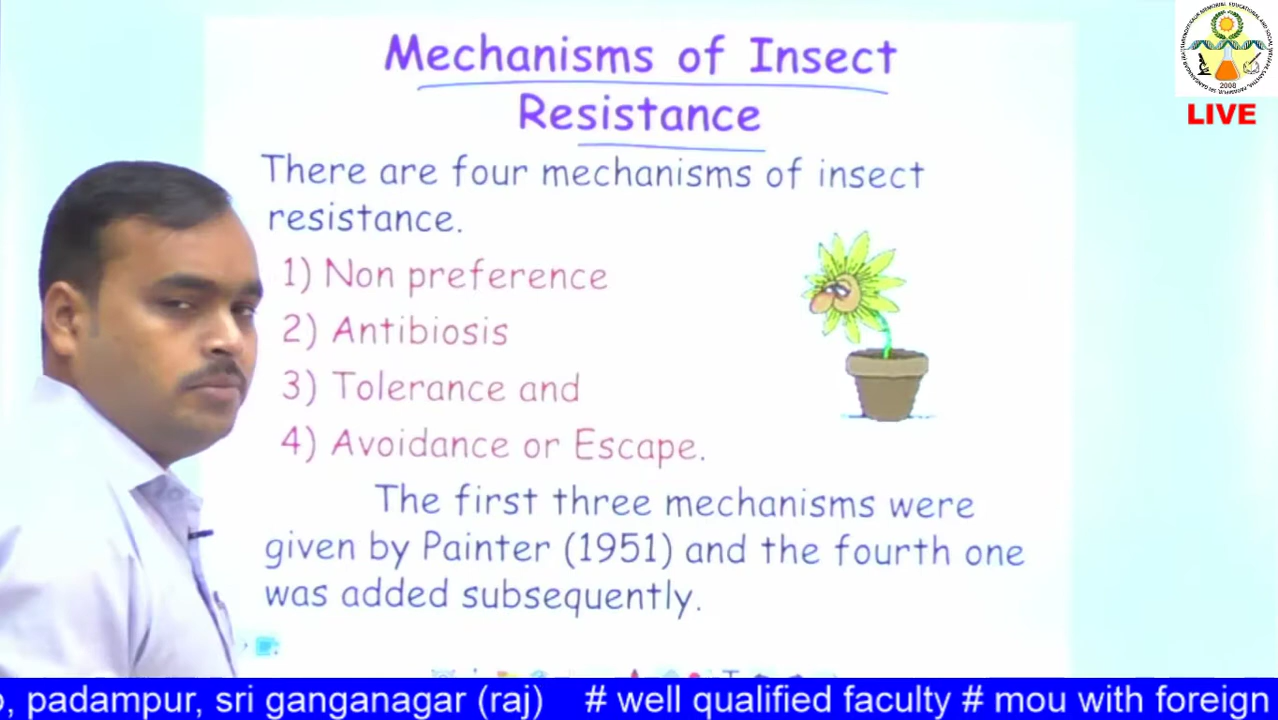 Mechanisms of Insect
Resistance
There are four mechanisms of insect
resistance.
1) Non preference
2) Antibiosis
3) Tolerance and
4) Avoidance or Escape.
The first three mechanisms were
given by Painter (1951) and the fourth one
was added subsequently.
2008
LIVE
padampur, sri ganganagar (raj) # well qualified faculty # mou with foreign